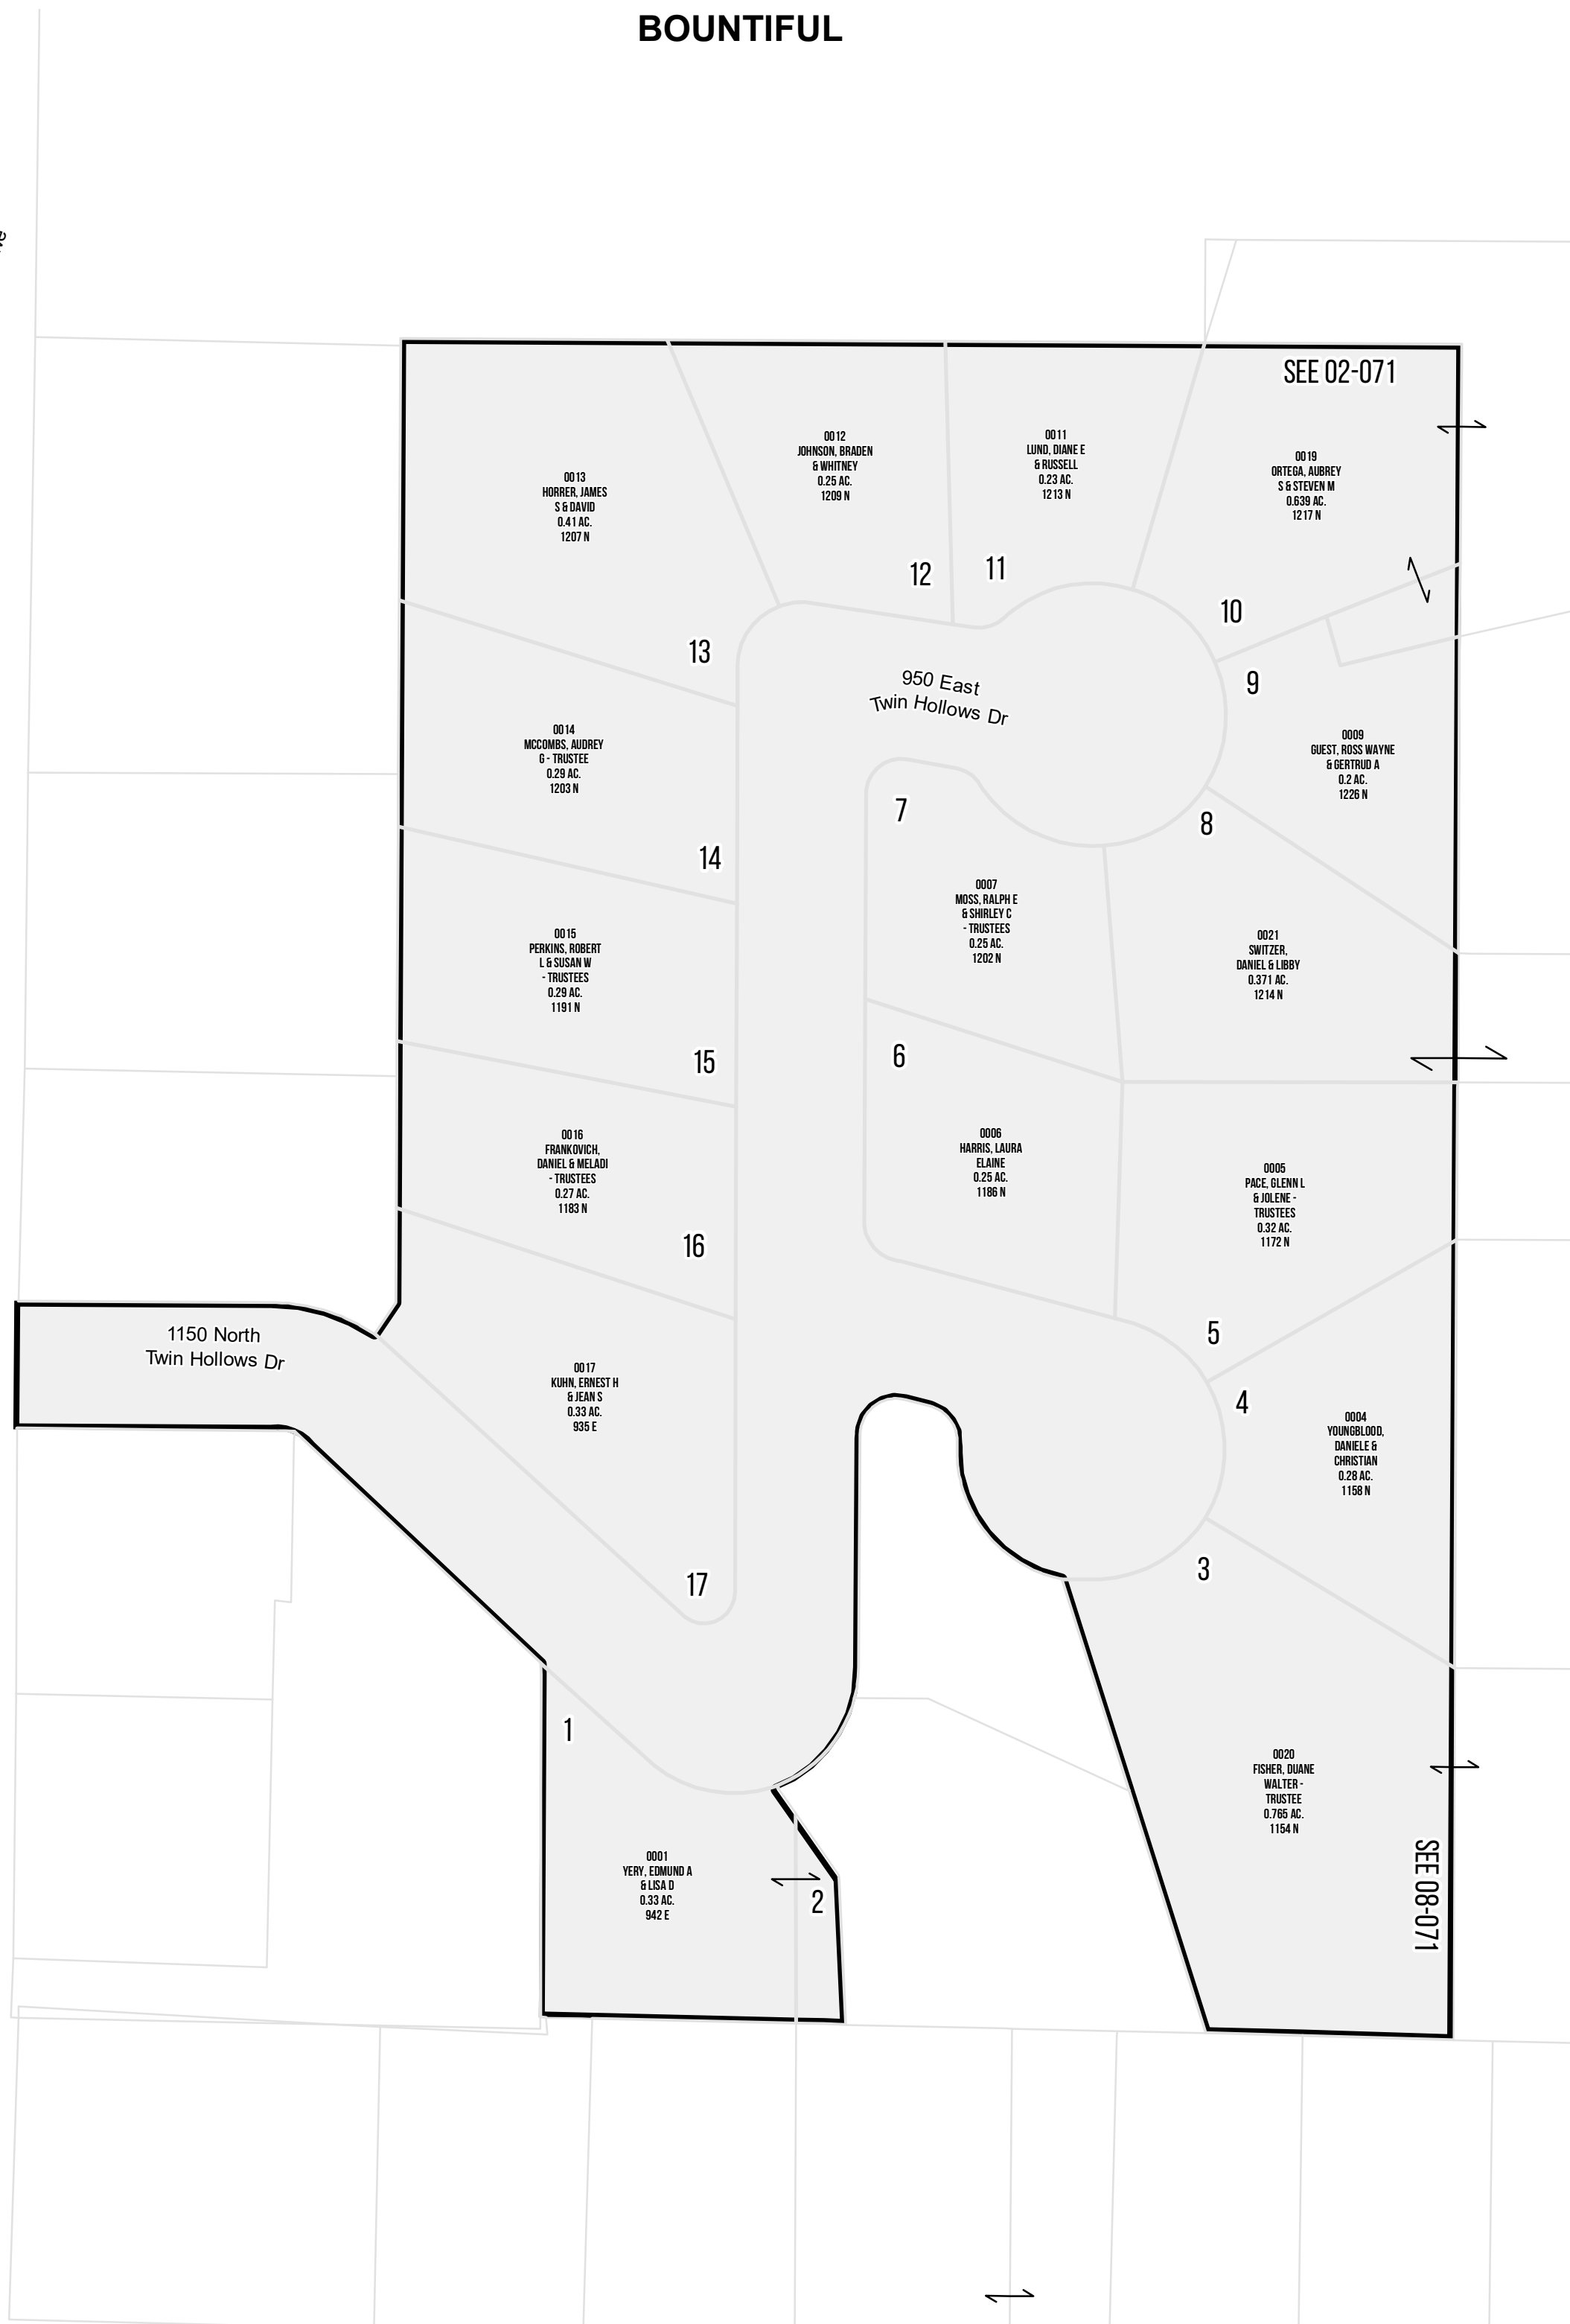 BOUNTIFUL
SEE 02-071
0013
HORRER, JAMES
S & DAVID
0.41 AC.
1207 N
0012
JOHNSON, BRADEN
& WHITNEY
0.25 AC.
1209 N
0011
LUND, DIANE E
& RUSSELL
0.23 AC.
1213 N
0019
ORTEGA, AUBREY
S & STEVEN M
0.639 AC.
1217 N
12
11
10
13
9
950 East
Twin Hollows Dr
0014
MCCOMBS, AUDREY
G - TRUSTEE
0.29 AC.
1203 N
0009
GUEST, ROSS WAYNE
& GERTRUD A
0.2 AC.
1226 N
7
8
14
0007
MOSS, RALPH E
& SHIRLEY C
- TRUSTEES
0.25 AC.
1202 N
0015
PERKINS, ROBERT
L & SUSAN W
- TRUSTEES
0.29 AC.
1191 N
0021
SWITZER,
DANIEL & LIBBY
0.371 AC.
1214 N
15
6
0016
FRANKOVICH,
DANIEL & MELADI
- TRUSTEES
0.27 AC.
1183 N
0006
HARRIS, LAURA
ELAINE
0.25 AC.
1186 N
0005
PACE, GLENN L
& JOLENE -
TRUSTEES
0.32 AC.
1172 N
16
5
1150 North
Twin Hollows Dr
0017
KUHN, ERNEST H
& JEAN S
0.33 AC.
935 E
4
0004
YOUNGBLOOD,
DANIELE &
CHRISTIAN
0.28 AC.
1158 N
3
17
1
0020
FISHER, DUANE
WALTER -
TRUSTEE
0.765 AC.
1154 N
0001
YERY, EDMUND A
& LISA D
0.33 AC.
942 E
2
SEE 08-071